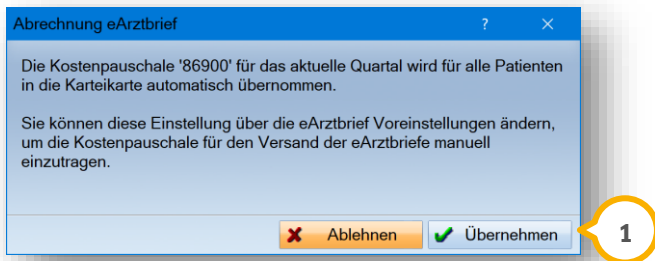 Abrechnung eArztbrief ? ×
Die Kostenpauschale '86900' für das aktuelle Quartal wird für alle Patienten
in die Karteikarte automatisch übernommen.
Sie können diese Einstellung über die eArztbrief Voreinstellungen ändern,
um die Kostenpauschale für den Versand der eArztbriefe manuell
einzutragen.
Ablehnen Übernehmen 1